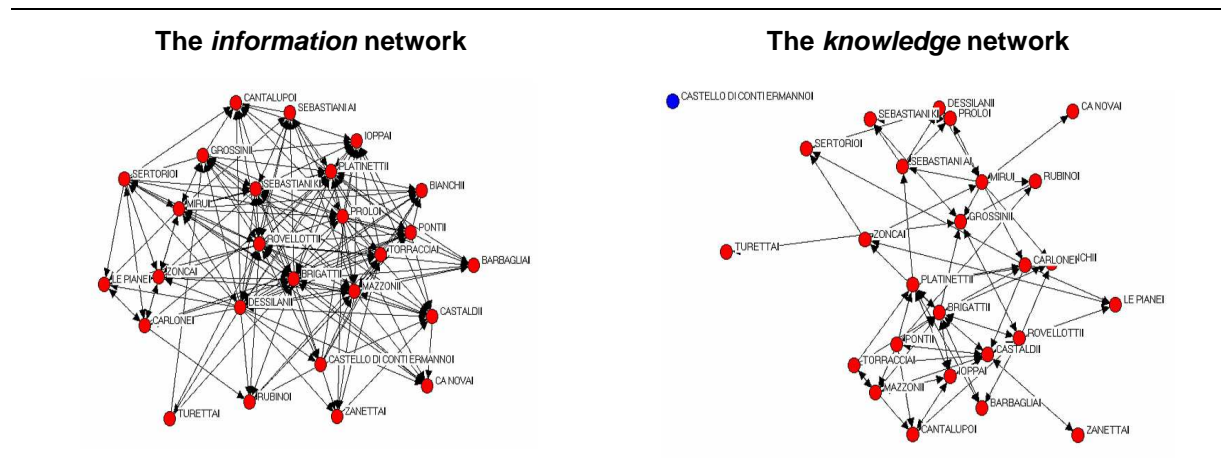 The information network
The knowledge network
CANTALUPOI
SEBASTIANI AI
IOPPAI
GROSSINII
PLATINETTII
SERTORIOI
SEBASTIANI KI
BIANCHII
MIRUI
PROLOI
PONTII
ROVELLOTTII
TORRACCIAI
BARBAGLIAI
ZONCAI
BRIGATTII
LE PIANEI
MAZZONII
DESSILANII
CASTALDII
CARLONEI
CASTELLO DI CONTI ERMANNOI
CA NOVAI
RUBINOI
TURETTAI
ZANETTAI
CASTELLO DI CONTI ERMANNOI
DESSILANII
SEBASTIANI KI
PROLOI
CA NOVAI
SERTORIOI
SEBASTIANI AI
MIRUI
RUBINOI
GROSSINII
ZONCAI
TURETTAI
CARLONEI
CHII
PLATINETTII
LE PIANEI
BRIGATTII
ROVELLOTTII
PONTII
CASTALDII
TORRACCIAI
IOPPAI
MAZZONII
BARBAGLIAI
CANTALUPOI
ZANETTAI